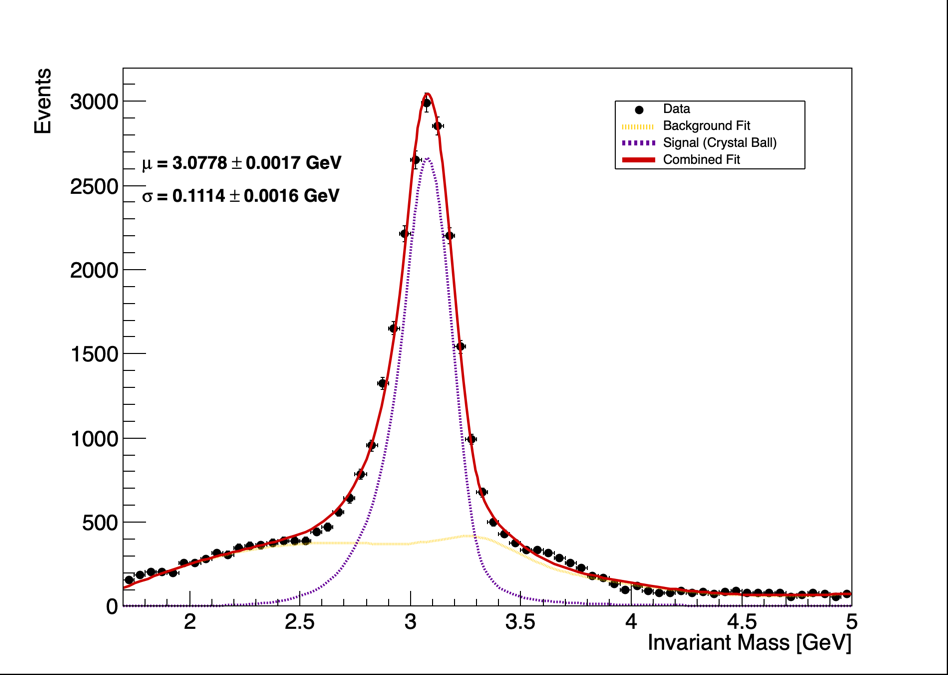 Events
3000
2500
2000
1500
1000
500
0
μ = 3.0778 ± 0.0017 GeV
σ = 0.1114 ± 0.0016 GeV
Data
Background Fit
Signal (Crystal Ball)
Combined Fit
2
2.5
3
3.5
4
4.5
5
Invariant Mass [GeV]